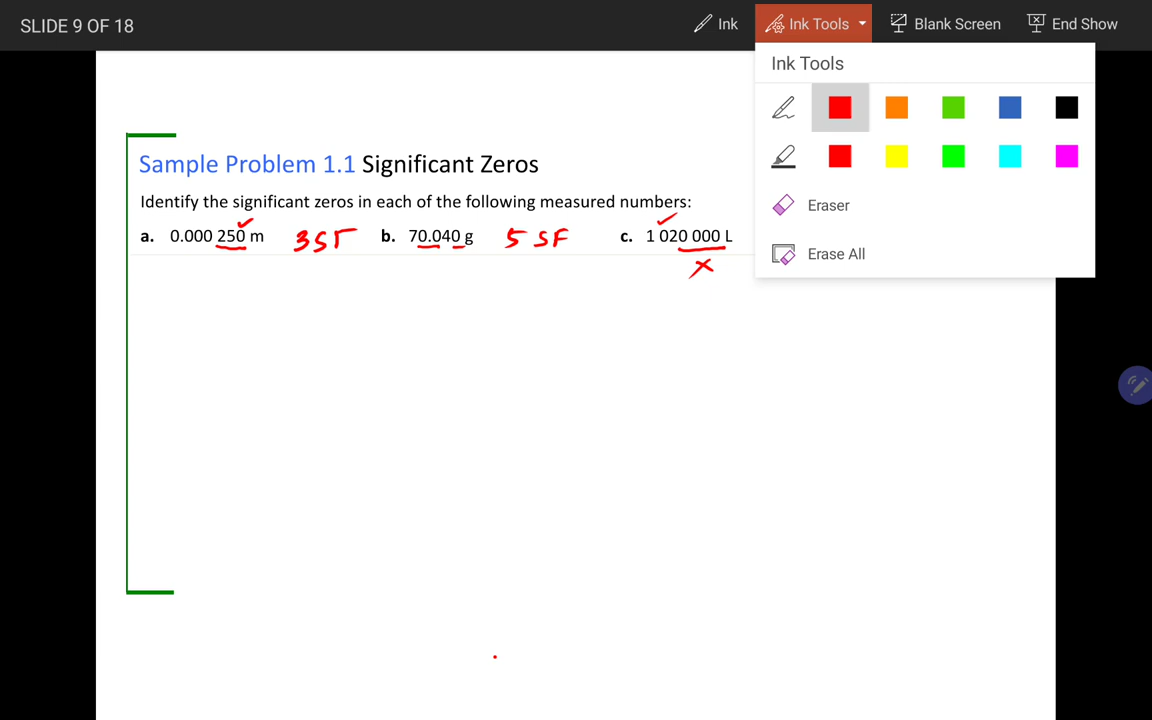 SLIDE 9 OF 18
Ink
Ink Tools
Blank Screen
End Show
Ink Tools
Eraser
Erase All
Sample Problem 1.1 Significant Zeros
Identify the significant zeros in each of the following measured numbers:
a. 0.000 250 m 3 SF b. 70.040 g 5 SF c. 1 020 000 L
x